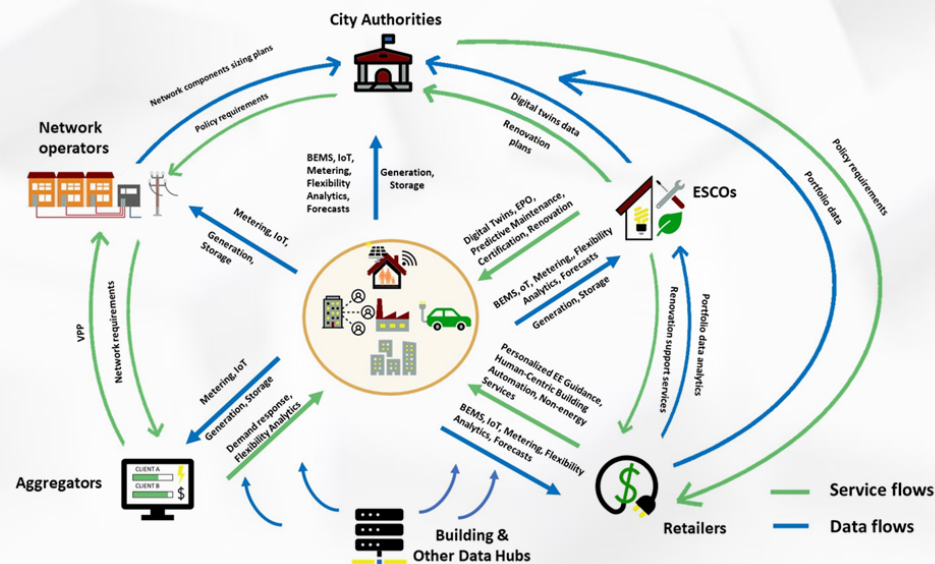 City Authorities
Network components sizing plans
Policy requirements
Network
operators
BEMS, IoT,
Metering,
Flexibility
Analytics,
Forecasts
Generation,
Storage
Digital twins data
Renovation
plans
Policy requirements
Portfolio data
ESCOs
Metering, IoT,
Generation,
Storage
Digital Twins, EPO,
Predictive Maintenance,
Certification, Renovation
BEMS, oT, Metering, Flexibility
Analytics, Forecasts
Generation, Storage
VPP
Network requirements
Renovation support services
Portfolio data analytics
Metering, IoT
Generation, Storage
Demand response,
Flexibility Analytics
Personalized EE Guidance,
Human-Centric Building
Automation, Non-energy
Services
BEMS, IoT, Metering, Flexibility
Analytics, Forecasts
Aggregators
CLIENT A
CLIENT B
$
$
Retailers
Building &
Other Data Hubs
Service flows
Data flows